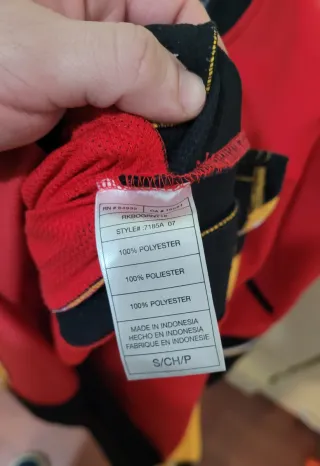 STYLE#:7185A 07
100% POLYESTER
100% POLIESTER
100% POLYESTER
MADE IN INDONESIA
HECHO EN INDONESIA
FABRIQUE EN INDONESIE
S/CH/P